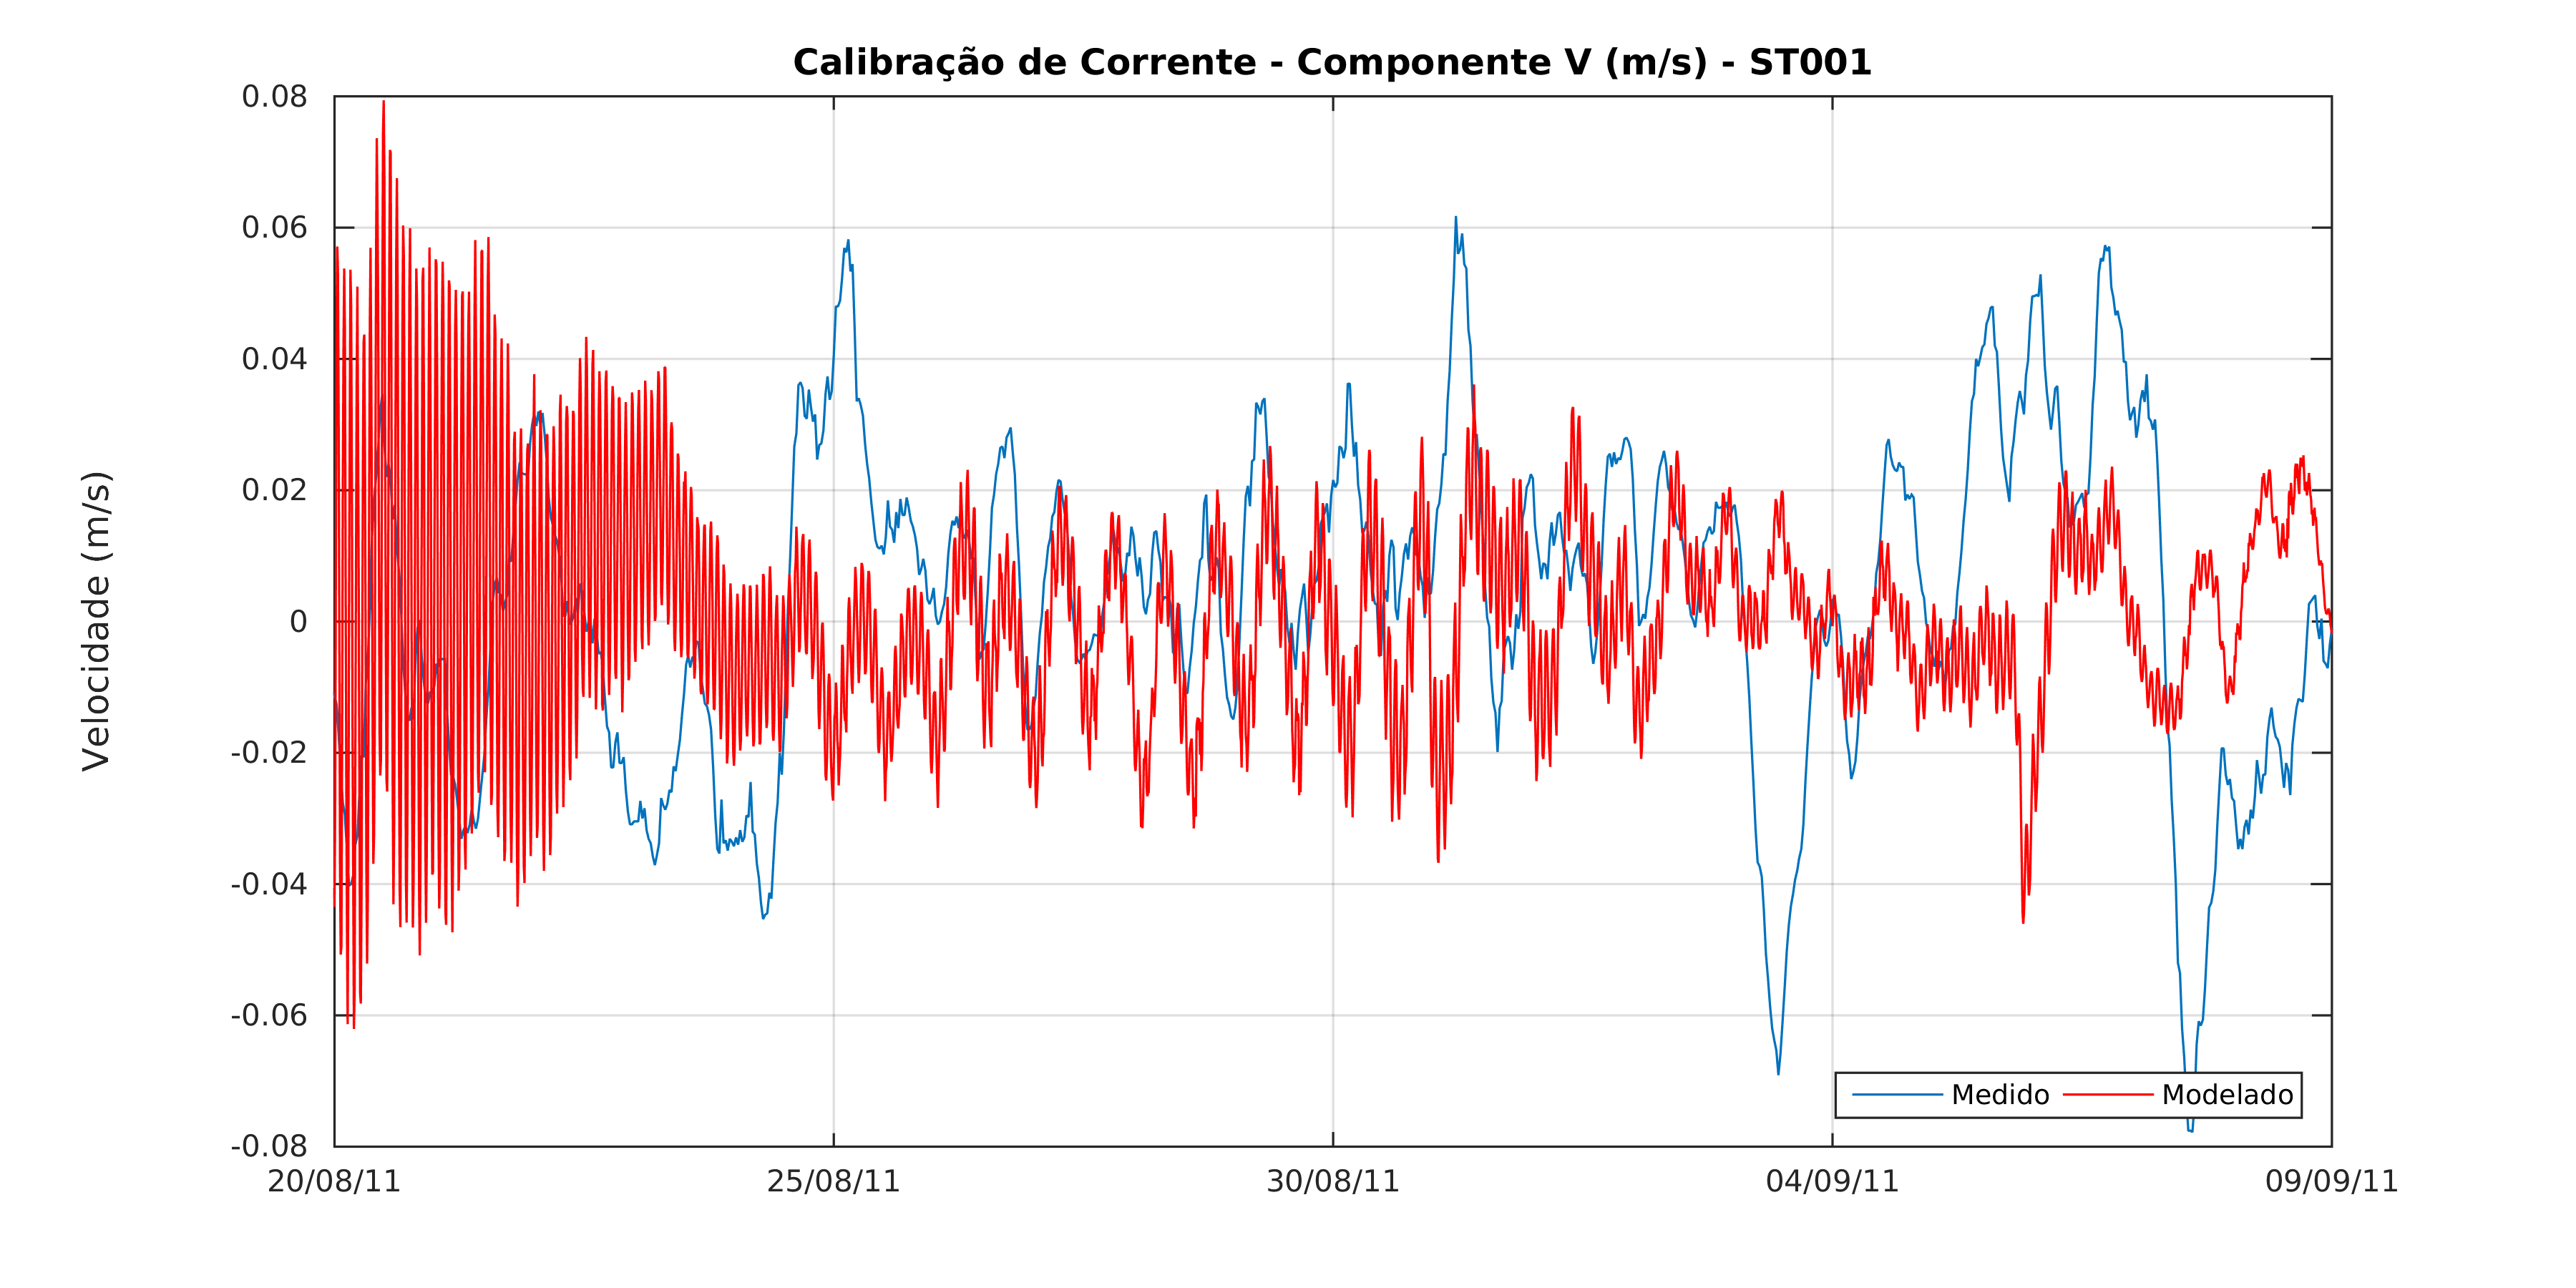 Calibração de Corrente - Componente V (m/s) - ST001
Velocidade (m/s)
0.08
0.06
0.04
0.02
0
-0.02
-0.04
-0.06
-0.08
20/08/11 25/08/11 30/08/11 04/09/11 09/09/11
Medido Modelado